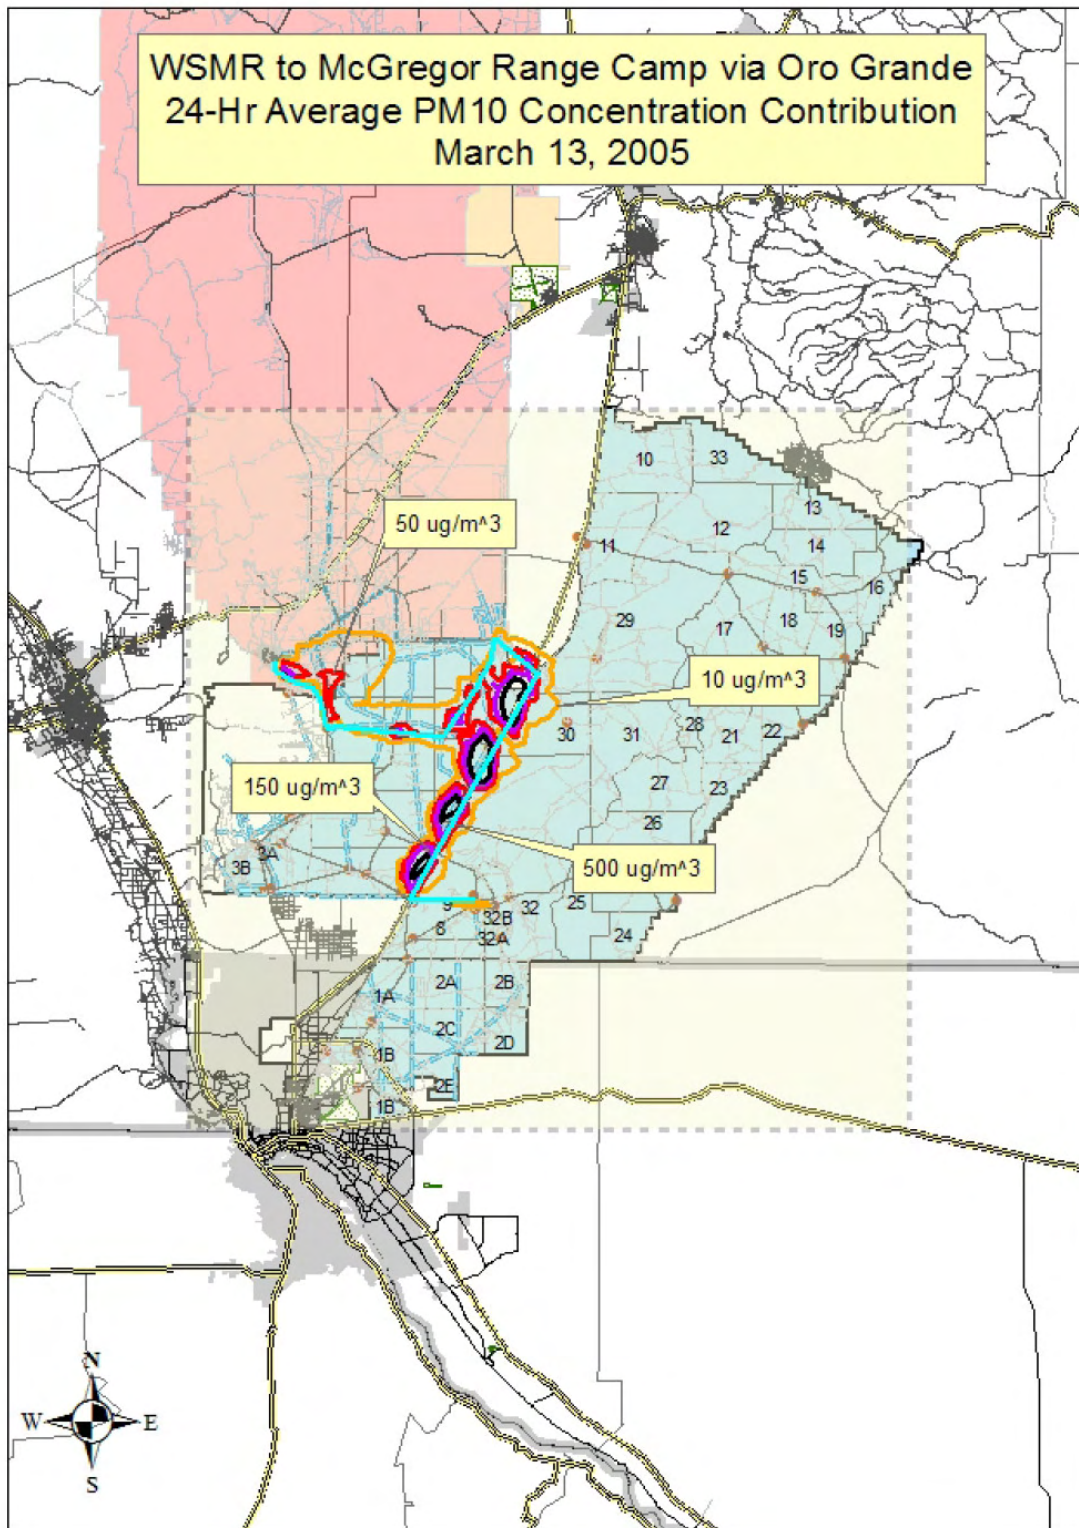 WSMR to McGregor Range Camp via Oro Grande
24-Hr Average PM10 Concentration Contribution
March 13, 2005
10
33
13
50 ug/m^3
12
11
14
15
16
29
17
18
19
10 ug/m^3
30
31
28
21
22
150 ug/m^3
27
23
26
3A
3B
500 ug/m^3
9
32
25
32B
8
32A
24
2A
2B
1A
2C
2D
1B
2E
1B
N
W
E
S